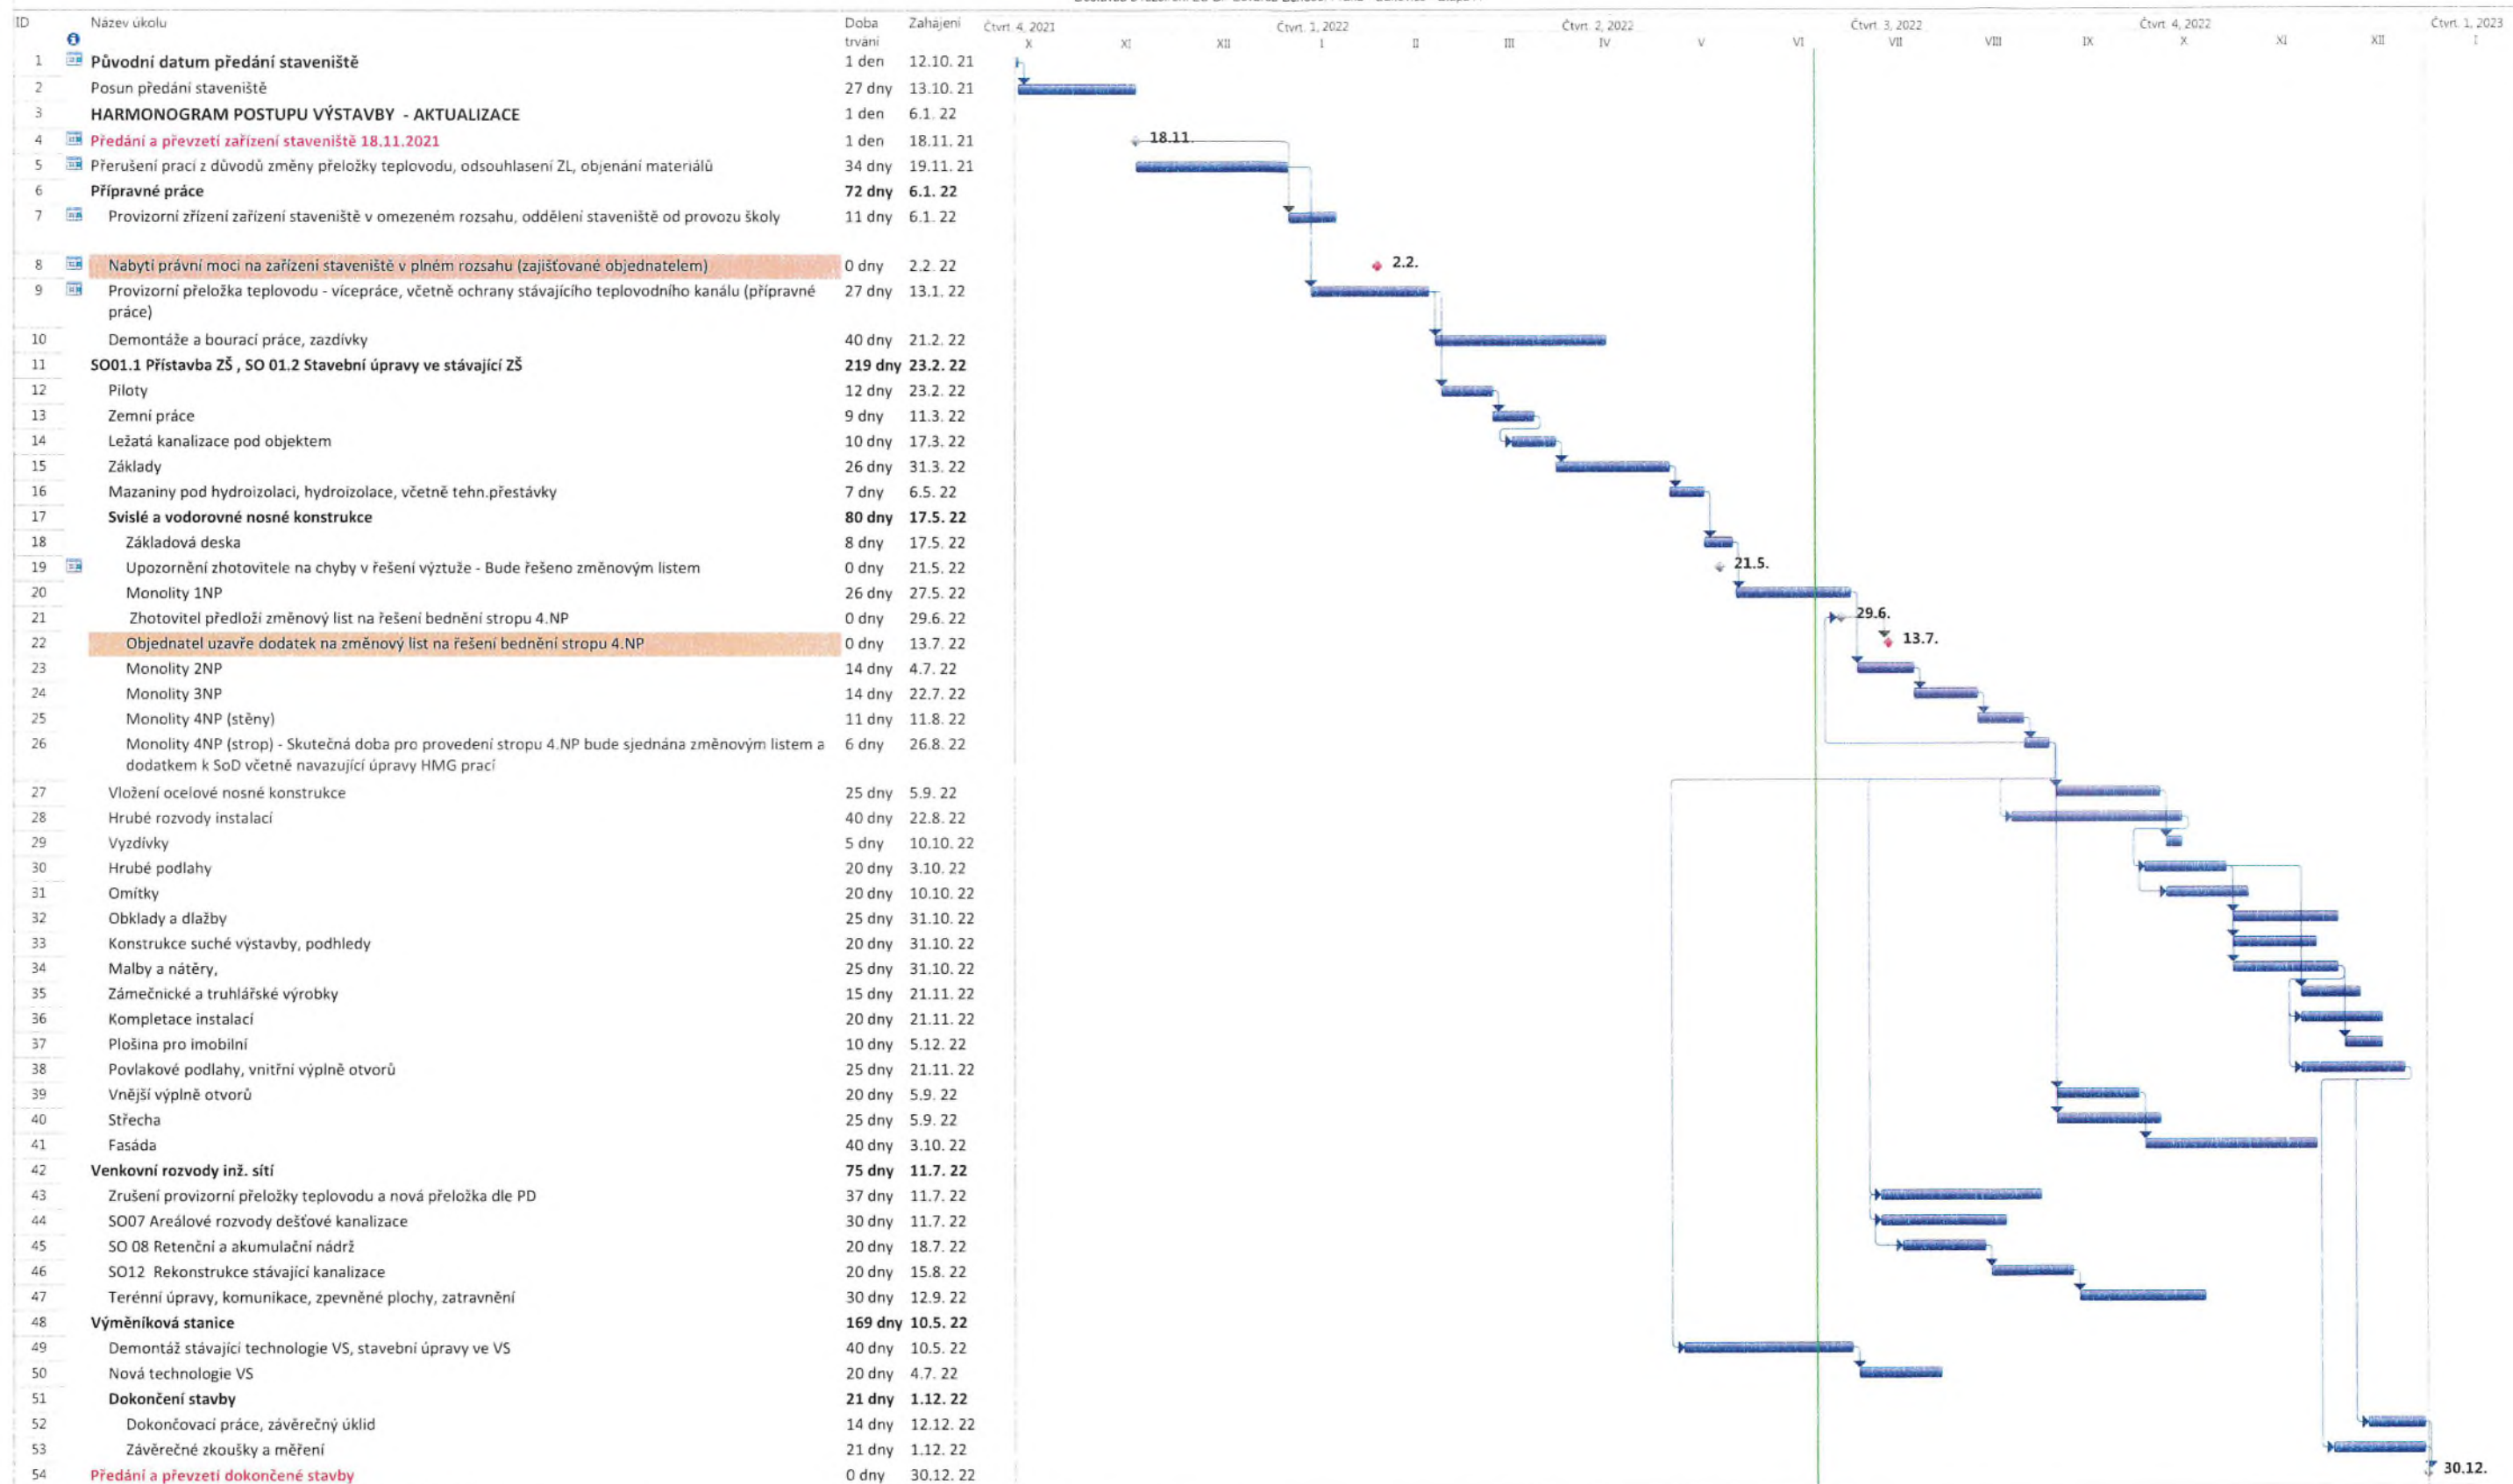 ID Název úkolu Doba trvání Zahájení
Čtvrt. 4, 2021 Čtvrt. 1, 2022 Čtvrt. 2, 2022 Čtvrt. 3, 2022 Čtvrt. 4, 2022 Čtvrt. 1, 2023
X XI XII I II III IV V VI VII VIII IX X XI XII I
1 Původní datum předání staveniště 1 den 12.10. 21
2 Posun předání staveniště 27 dny 13.10. 21
3 HARMONOGRAM POSTUPU VÝSTAVBY - AKTUALIZACE 1 den 6.1. 22
4 Předání a převzetí zařízení staveniště 18.11.2021 1 den 18.11. 21 18.11.
5 Přerušení prací z důvodů změny přeložky teplovodu, odsouhlasení ZL, objenání materiálů 34 dny 19.11. 21
6 Přípravné práce 72 dny 6.1. 22
7 Provizorní zřízení zařízení staveniště v omezeném rozsahu, oddělení staveniště od provozu školy 11 dny 6.1. 22
8 Nabytí právní moci na zařízení staveniště v plném rozsahu (zajišťované objednatelem) 0 dny 2.2. 22 2.2.
9 Provizorní přeložka teplovodu - vícepráce, včetně ochrany stávajícího teplovodního kanálu (přípravné 27 dny 13.1. 22
práce)
10 Demontáže a bourací práce, zazdívky 40 dny 21.2. 22
11 SO01.1 Přístavba ZŠ , SO 01.2 Stavební úpravy ve stávající ZŠ 219 dny 23.2. 22
12 Piloty 12 dny 23.2. 22
13 Zemní práce 9 dny 11.3. 22
14 Ležatá kanalizace pod objektem 10 dny 17.3. 22
15 Základy 26 dny 31.3. 22
16 Mazaniny pod hydroizolaci, hydroizolace, včetně tehn.přestávky 7 dny 6.5. 22
17 Svislé a vodorovné nosné konstrukce 80 dny 17.5. 22
18 Základová deska 8 dny 17.5. 22
19 Upozornění zhotovitele na chyby v řešení výztuže - Bude řešeno změnovým listem 0 dny 21.5. 22 21.5.
20 Monolity 1NP 26 dny 27.5. 22
21 Zhotovitel předloží změnový list na řešení bednění stropu 4.NP 0 dny 29.6. 22 29.6.
22 Objednatel uzavře dodatek na změnový list na řešení bednění stropu 4.NP 0 dny 13.7. 22 13.7.
23 Monolity 2NP 14 dny 4.7. 22
24 Monolity 3NP 14 dny 22.7. 22
25 Monolity 4NP (stěny) 11 dny 11.8. 22
26 Monolity 4NP (strop) - Skutečná doba pro provedení stropu 4.NP bude sjednána změnovým listem a 6 dny 26.8. 22
dodatkem k SoD včetně navazující úpravy HMG prací
27 Vložení ocelové nosné konstrukce 25 dny 5.9. 22
28 Hrubé rozvody instalací 40 dny 22.8. 22
29 Vyzdívky 5 dny 10.10. 22
30 Hrubé podlahy 20 dny 3.10. 22
31 Omítky 20 dny 10.10. 22
32 Obklady a dlažby 25 dny 31.10. 22
33 Konstrukce suché výstavby, podhledy 20 dny 31.10. 22
34 Malby a nátěry, 25 dny 31.10. 22
35 Zámečnické a truhlářské výrobky 15 dny 21.11. 22
36 Kompletace instalací 20 dny 21.11. 22
37 Plošina pro imobilní 10 dny 5.12. 22
38 Povlakové podlahy, vnitřní výplně otvorů 25 dny 21.11. 22
39 Vnější výplně otvorů 20 dny 5.9. 22
40 Střecha 25 dny 5.9. 22
41 Fasáda 40 dny 3.10. 22
42 Venkovní rozvody inž. sítí 75 dny 11.7. 22
43 Zrušení provizorní přeložky teplovodu a nová přeložka dle PD 37 dny 11.7. 22
44 SO07 Areálové rozvody dešťové kanalizace 30 dny 11.7. 22
45 SO 08 Retenční a akumulační nádrž 20 dny 18.7. 22
46 SO12 Rekonstrukce stávající kanalizace 20 dny 15.8. 22
47 Terénní úpravy, komunikace, zpevněné plochy, zatravnění 30 dny 12.9. 22
48 Výměníková stanice 169 dny 10.5. 22
49 Demontáž stávající technologie VS, stavební úpravy ve VS 40 dny 10.5. 22
50 Nová technologie VS 20 dny 4.7. 22
51 Dokončení stavby 21 dny 1.12. 22
52 Dokončovací práce, závěrečný úklid 14 dny 12.12. 22
53 Závěrečné zkoušky a měření 21 dny 1.12. 22
54 Předání a převzetí dokončené stavby 0 dny 30.12. 22 30.12.